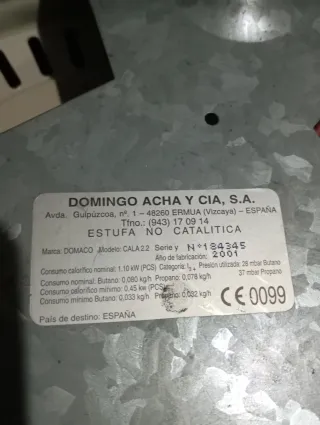 DOMINGO ACHA Y CIA, S.A.
Avda. Guipúzcoa, nº. 1 – 48260 ERMUA (Vizcaya) – ESPAÑA
Tfno.: (943) 17 09 14
ESTUFA NO CATALITICA
Marca: DOMACO Modelo: CALA 2.2 Serie y Nº 184345
Año de fabricación: 2001
Consumo calorífico nominal: 1,10 kW (PCS) Categoría: I3+ Presión utilizada: 28 mbar Butano
Consumo nominal: Butano: 0,080 kg/h Propano: 0,078 kg/h 37 mbar Propano
Consumo calorífico mínimo: 0,45 kw (PCS)
Consumo mínimo Butano: 0,033 kg/h Propano: 0,032 kg/h
CE 0099
País de destino: ESPAÑA